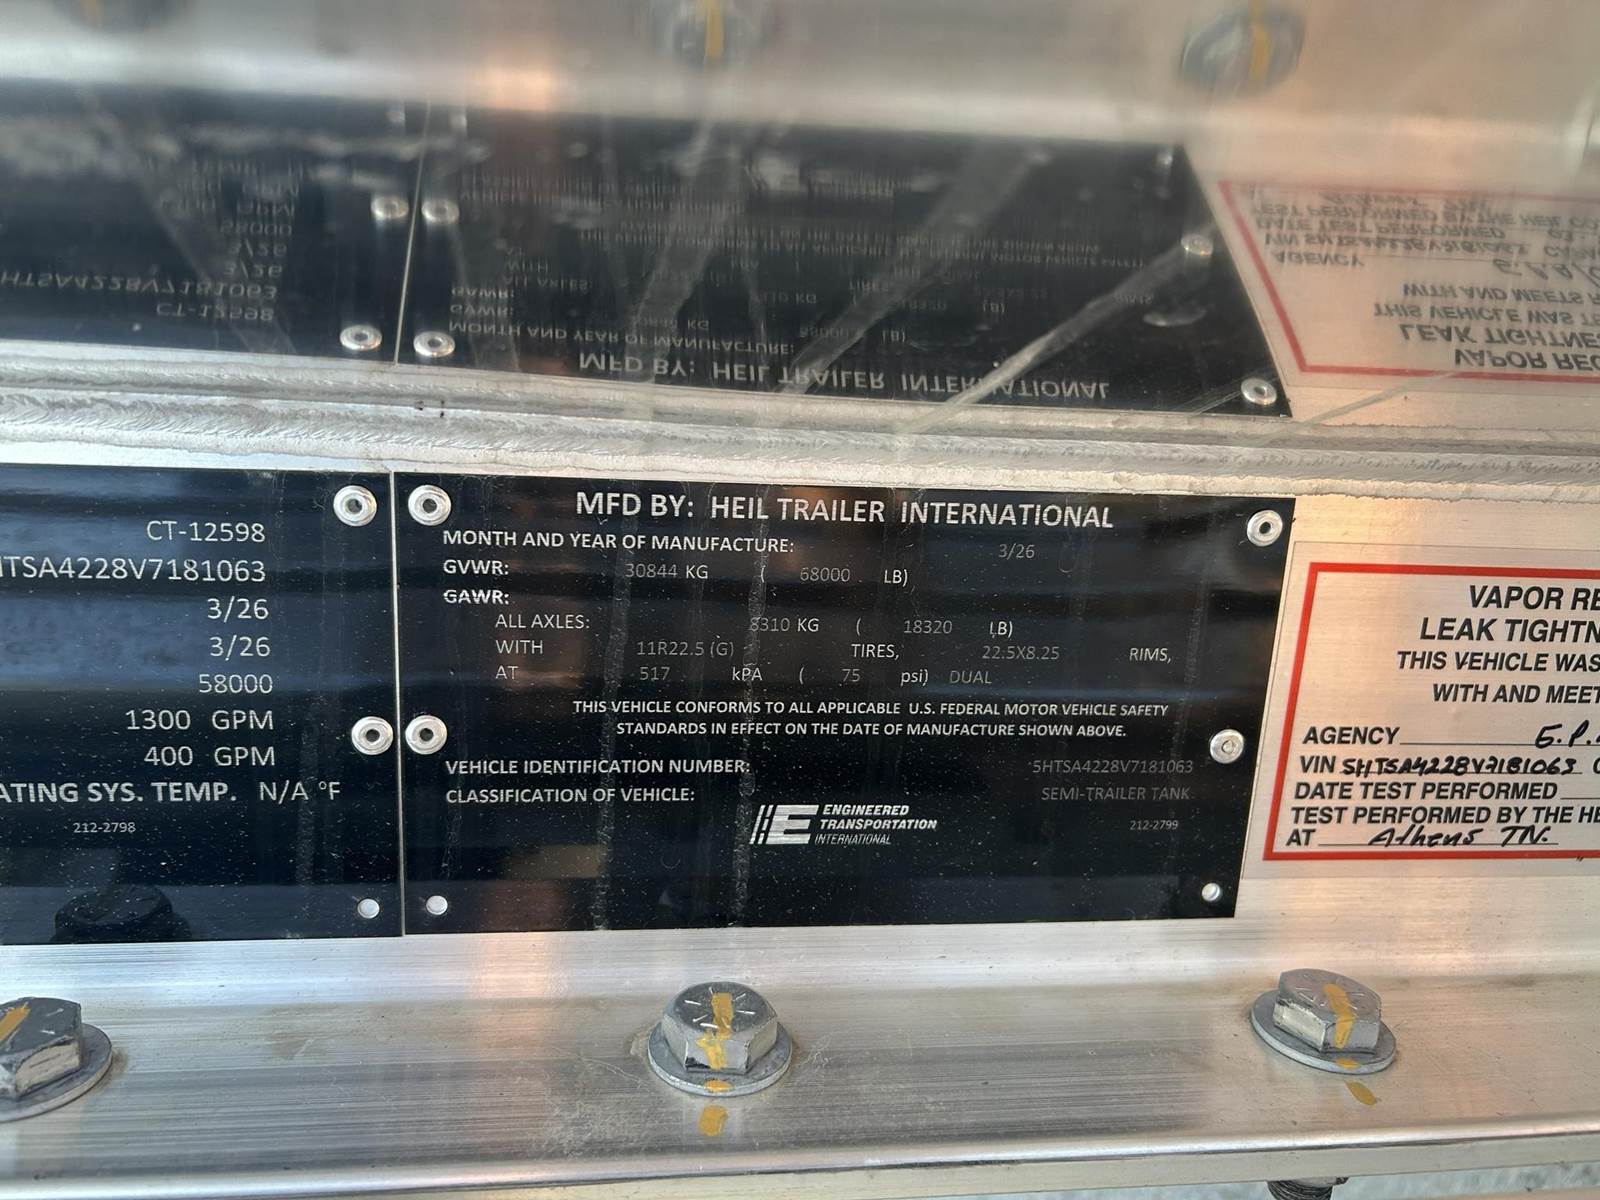 CT-12598
HTSA4228V7181063
3/26
3/26
58000
1300 GPM
400 GPM
ATING SYS. TEMP. N/A °F
212-2798
MFD BY: HEIL TRAILER INTERNATIONAL
MONTH AND YEAR OF MANUFACTURE: 3/26
GVWR: 30844 KG ( 68000 LB)
GAWR:
ALL AXLES: 8310 KG ( 18320 LB)
WITH 11R22.5 (G) TIRES, 22.5X8.25 RIMS,
AT 517 kPA ( 75 psi) DUAL
THIS VEHICLE CONFORMS TO ALL APPLICABLE U.S. FEDERAL MOTOR VEHICLE SAFETY
STANDARDS IN EFFECT ON THE DATE OF MANUFACTURE SHOWN ABOVE.
VEHICLE IDENTIFICATION NUMBER: 5HTSA4228V7181063
CLASSIFICATION OF VEHICLE: SEMI-TRAILER TANK
E ENGINEERED
TRANSPORTATION
INTERNATIONAL
212-2799
VAPOR RE
LEAK TIGHTN
THIS VEHICLE WAS
WITH AND MEET
AGENCY E.P.
VIN 5HTSA4228V7181063
DATE TEST PERFORMED
TEST PERFORMED BY THE HE
AT Athens TN.